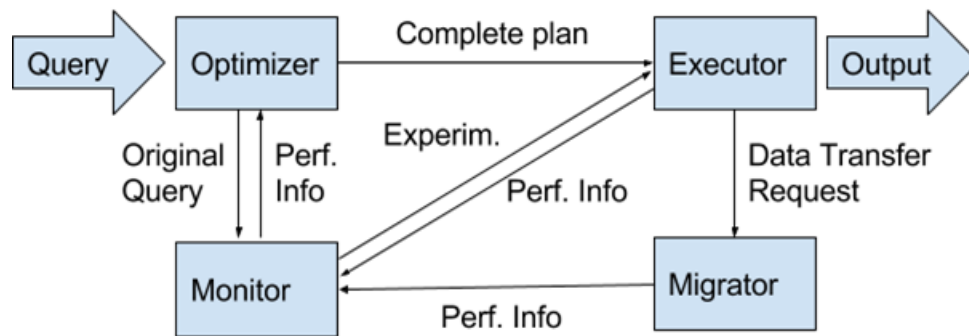 Complete plan
Query
Optimizer
Executor
Output
Original
Query
Perf.
Info
Experim.
Perf. Info
Data Transfer
Request
Monitor
Migrator
Perf. Info